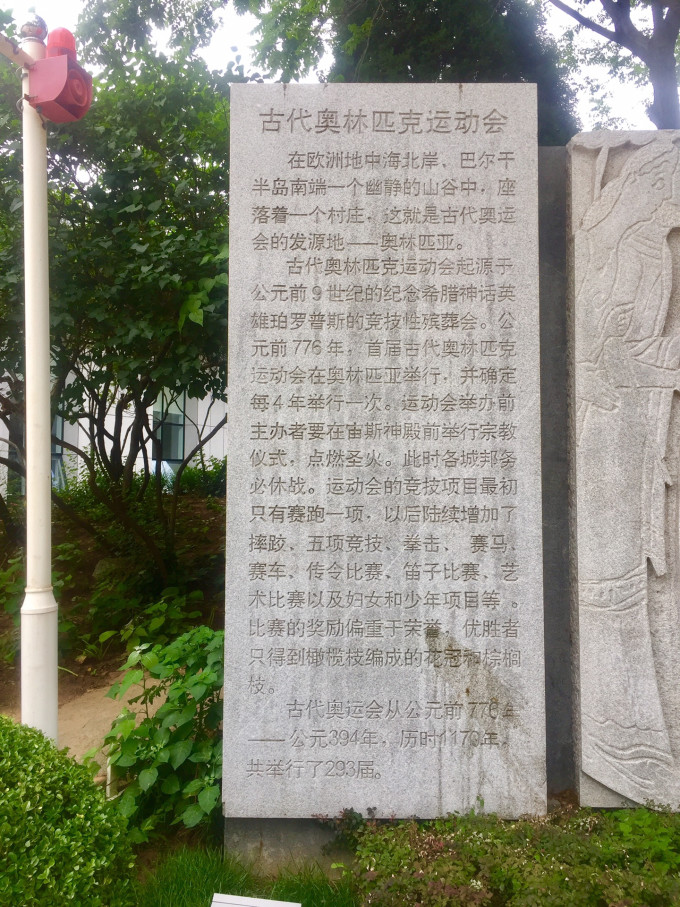 古代奥林匹克运动会
在欧洲地中海北岸、巴尔干
半岛南端一个幽静的山谷中，座
落着一个村庄，这就是古代奥运
会的发源地——奥林匹亚。
古代奥林匹克运动会起源于
公元前9世纪的纪念希腊神话英
雄珀罗普斯的竞技性殡葬会。公
元前776年，首届古代奥林匹克
运动会在奥林匹亚举行，并确定
每4年举行一次。运动会举办前
主办者要在宙斯神殿前举行宗教
仪式，点燃圣火。此时各城邦务
必休战。运动会的竞技项目最初
只有赛跑一项，以后陆续增加了
摔跤、五项竞技、拳击、赛马、
赛车、传令比赛、笛子比赛、艺
术比赛以及妇女和少年项目等。
比赛的奖励偏重于荣誉，优胜者
只得到橄榄枝编成的花冠和棕榈
枝。
古代奥运会从公元前776年
——公元394年，历时1170年，
共举行了293届。